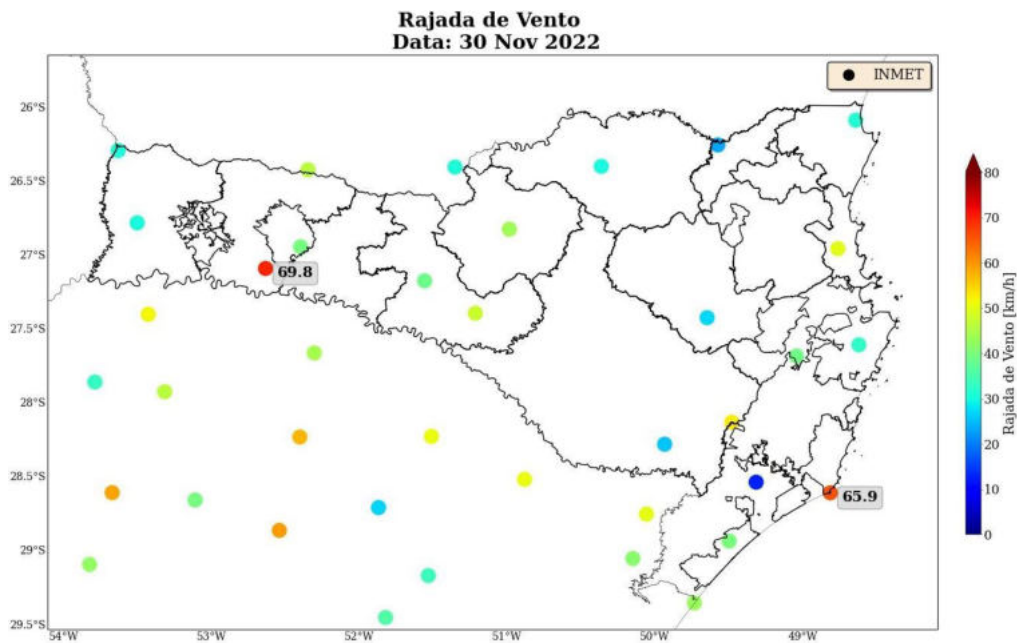 Rajada de Vento
Data: 30 Nov 2022
INMET
26°S
26.5°S
27°S
27.5°S
28°S
28.5°S
29°S
29.5°S
69.8
65.9
54°W
53°W
52°W
51°W
50°W
49°W
80
70
60
50
40
30
20
10
0
Rajada de Vento [km/h]